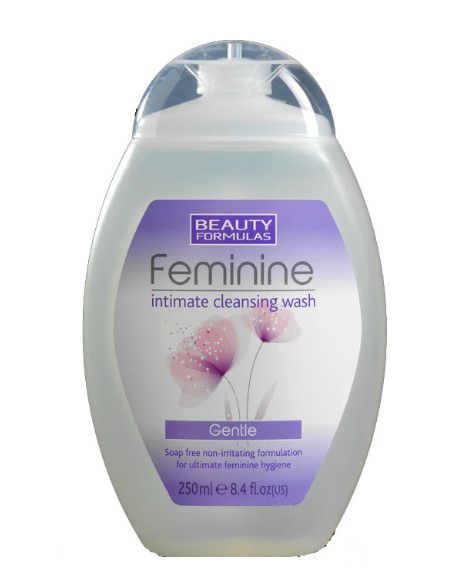 BEAUTY
FORMULAS
Feminine
intimate cleansing wash
Gentle
Soap free non-irritating formulation
for ultimate feminine hygiene
250ml ℮ 8.4 fl.oz(US)